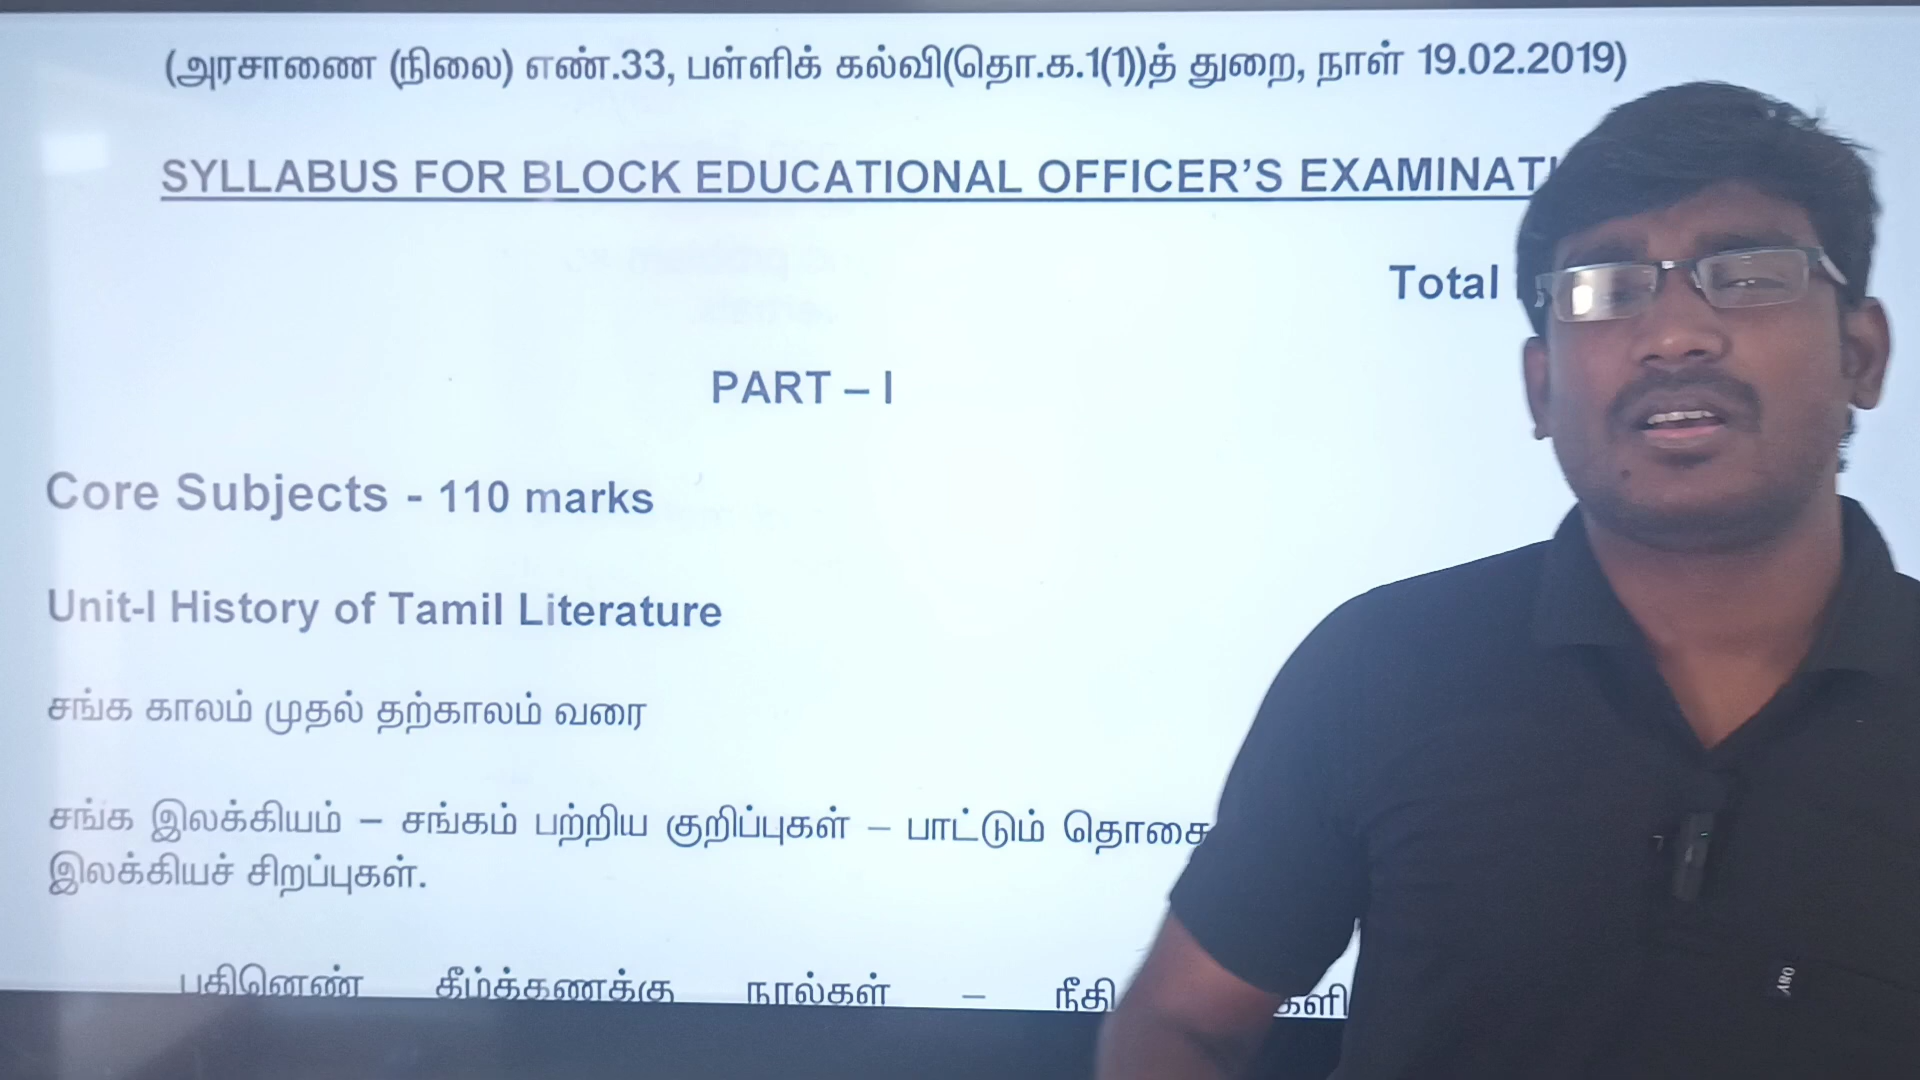 (அரசாணை (நிலை) எண்.33, பள்ளிக் கல்வி(தொ.க.1(1))த் துறை, நாள் 19.02.2019)
SYLLABUS FOR BLOCK EDUCATIONAL OFFICER'S
Total
PART – I
Core Subjects - 110 marks
Unit-I History of Tamil Literature
சங்க காலம் முதல் தற்காலம் வரை
சங்க இலக்கியம் – சங்கம் பற்றிய குறிப்புகள் – பாட்டும்
இலக்கியச் சிறப்புகள்.
பதினெண் கீழ்க்கணக்கு நூல்கள் – நீதி